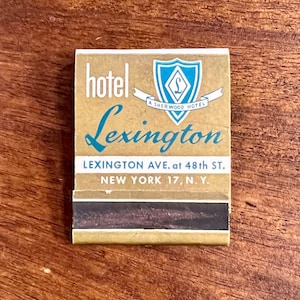 hotel
L
A SHERWOOD HOTEL
Lexington
LEXINGTON AVE. at 48th ST.
NEW YORK 17, N. Y.